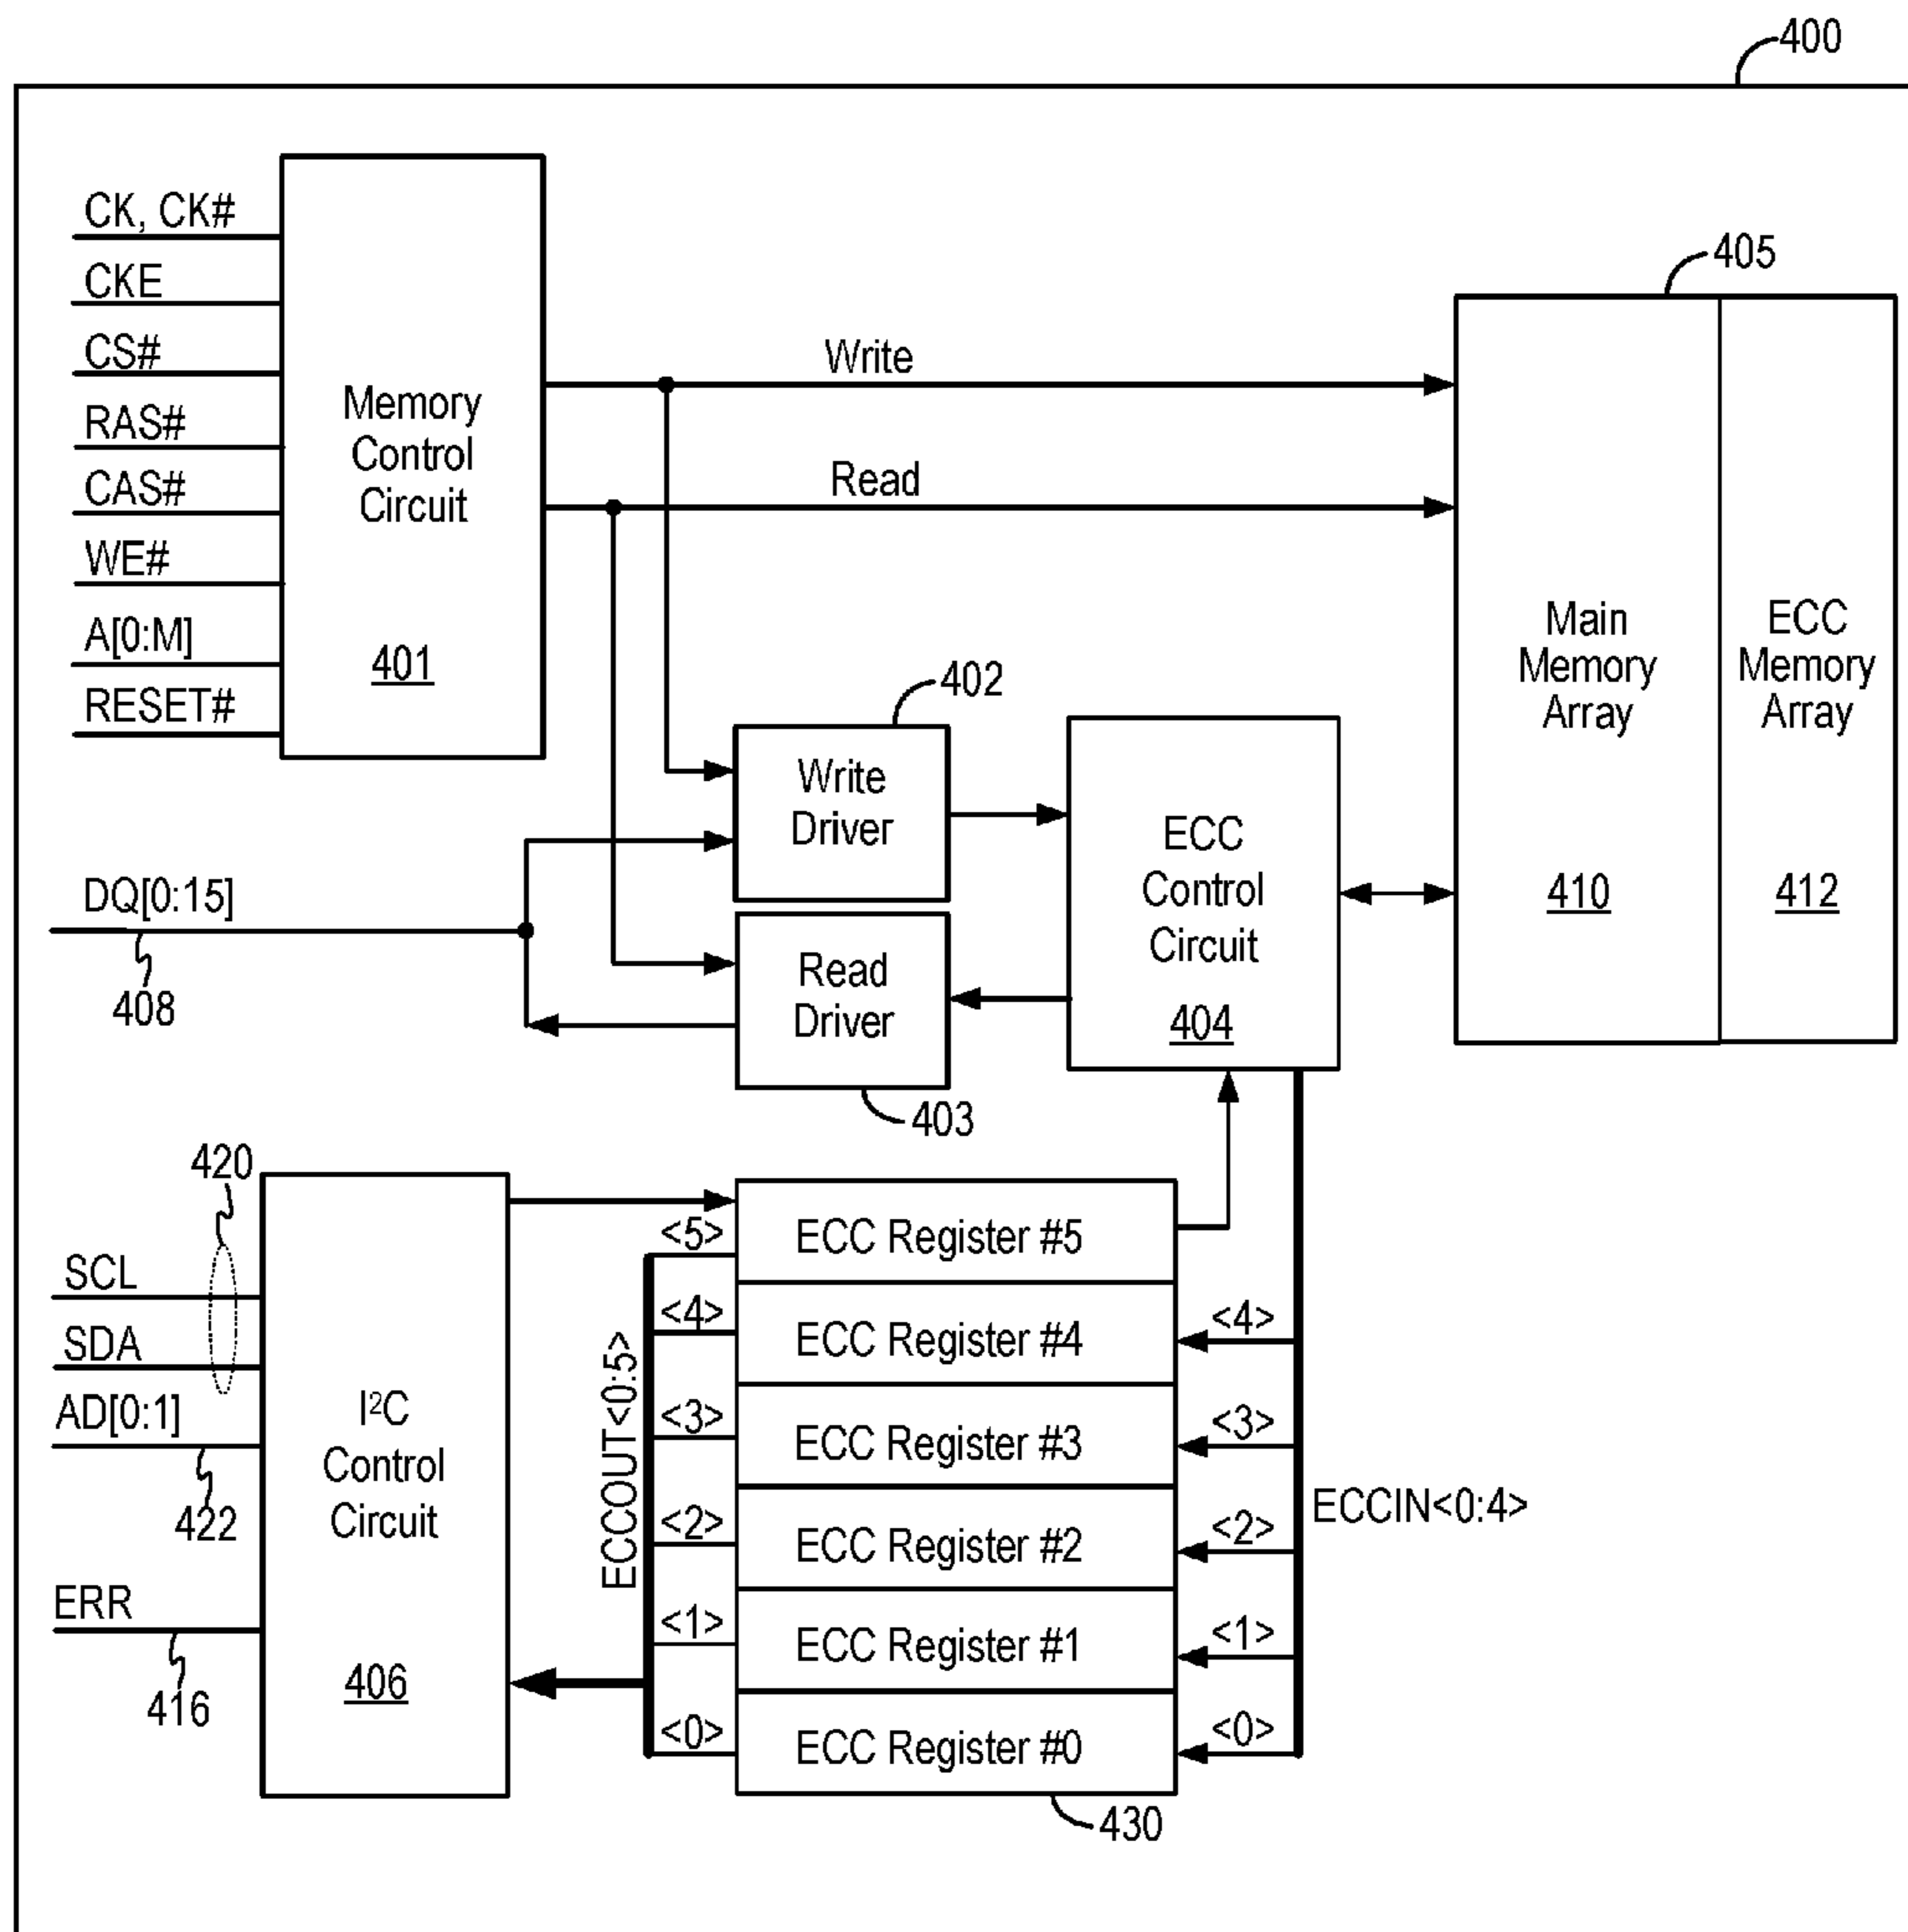 400
CK, CK#
CKE
CS#
RAS#
CAS#
WE#
A[0:M]
RESET#
Memory
Control
Circuit
401
Write
Read
405
Main
Memory
Array
410
ECC
Memory
Array
412
402
Write
Driver
ECC
Control
Circuit
404
DQ[0:15]
408
Read
Driver
403
420
SCL
SDA
AD[0:1]
422
ERR
416
I²C
Control
Circuit
406
ECCOUT<0:5>
<5>
<4>
<3>
<2>
<1>
<0>
ECC Register #5
ECC Register #4
ECC Register #3
ECC Register #2
ECC Register #1
ECC Register #0
430
<4>
<3>
<2>
<1>
<0>
ECCIN<0:4>